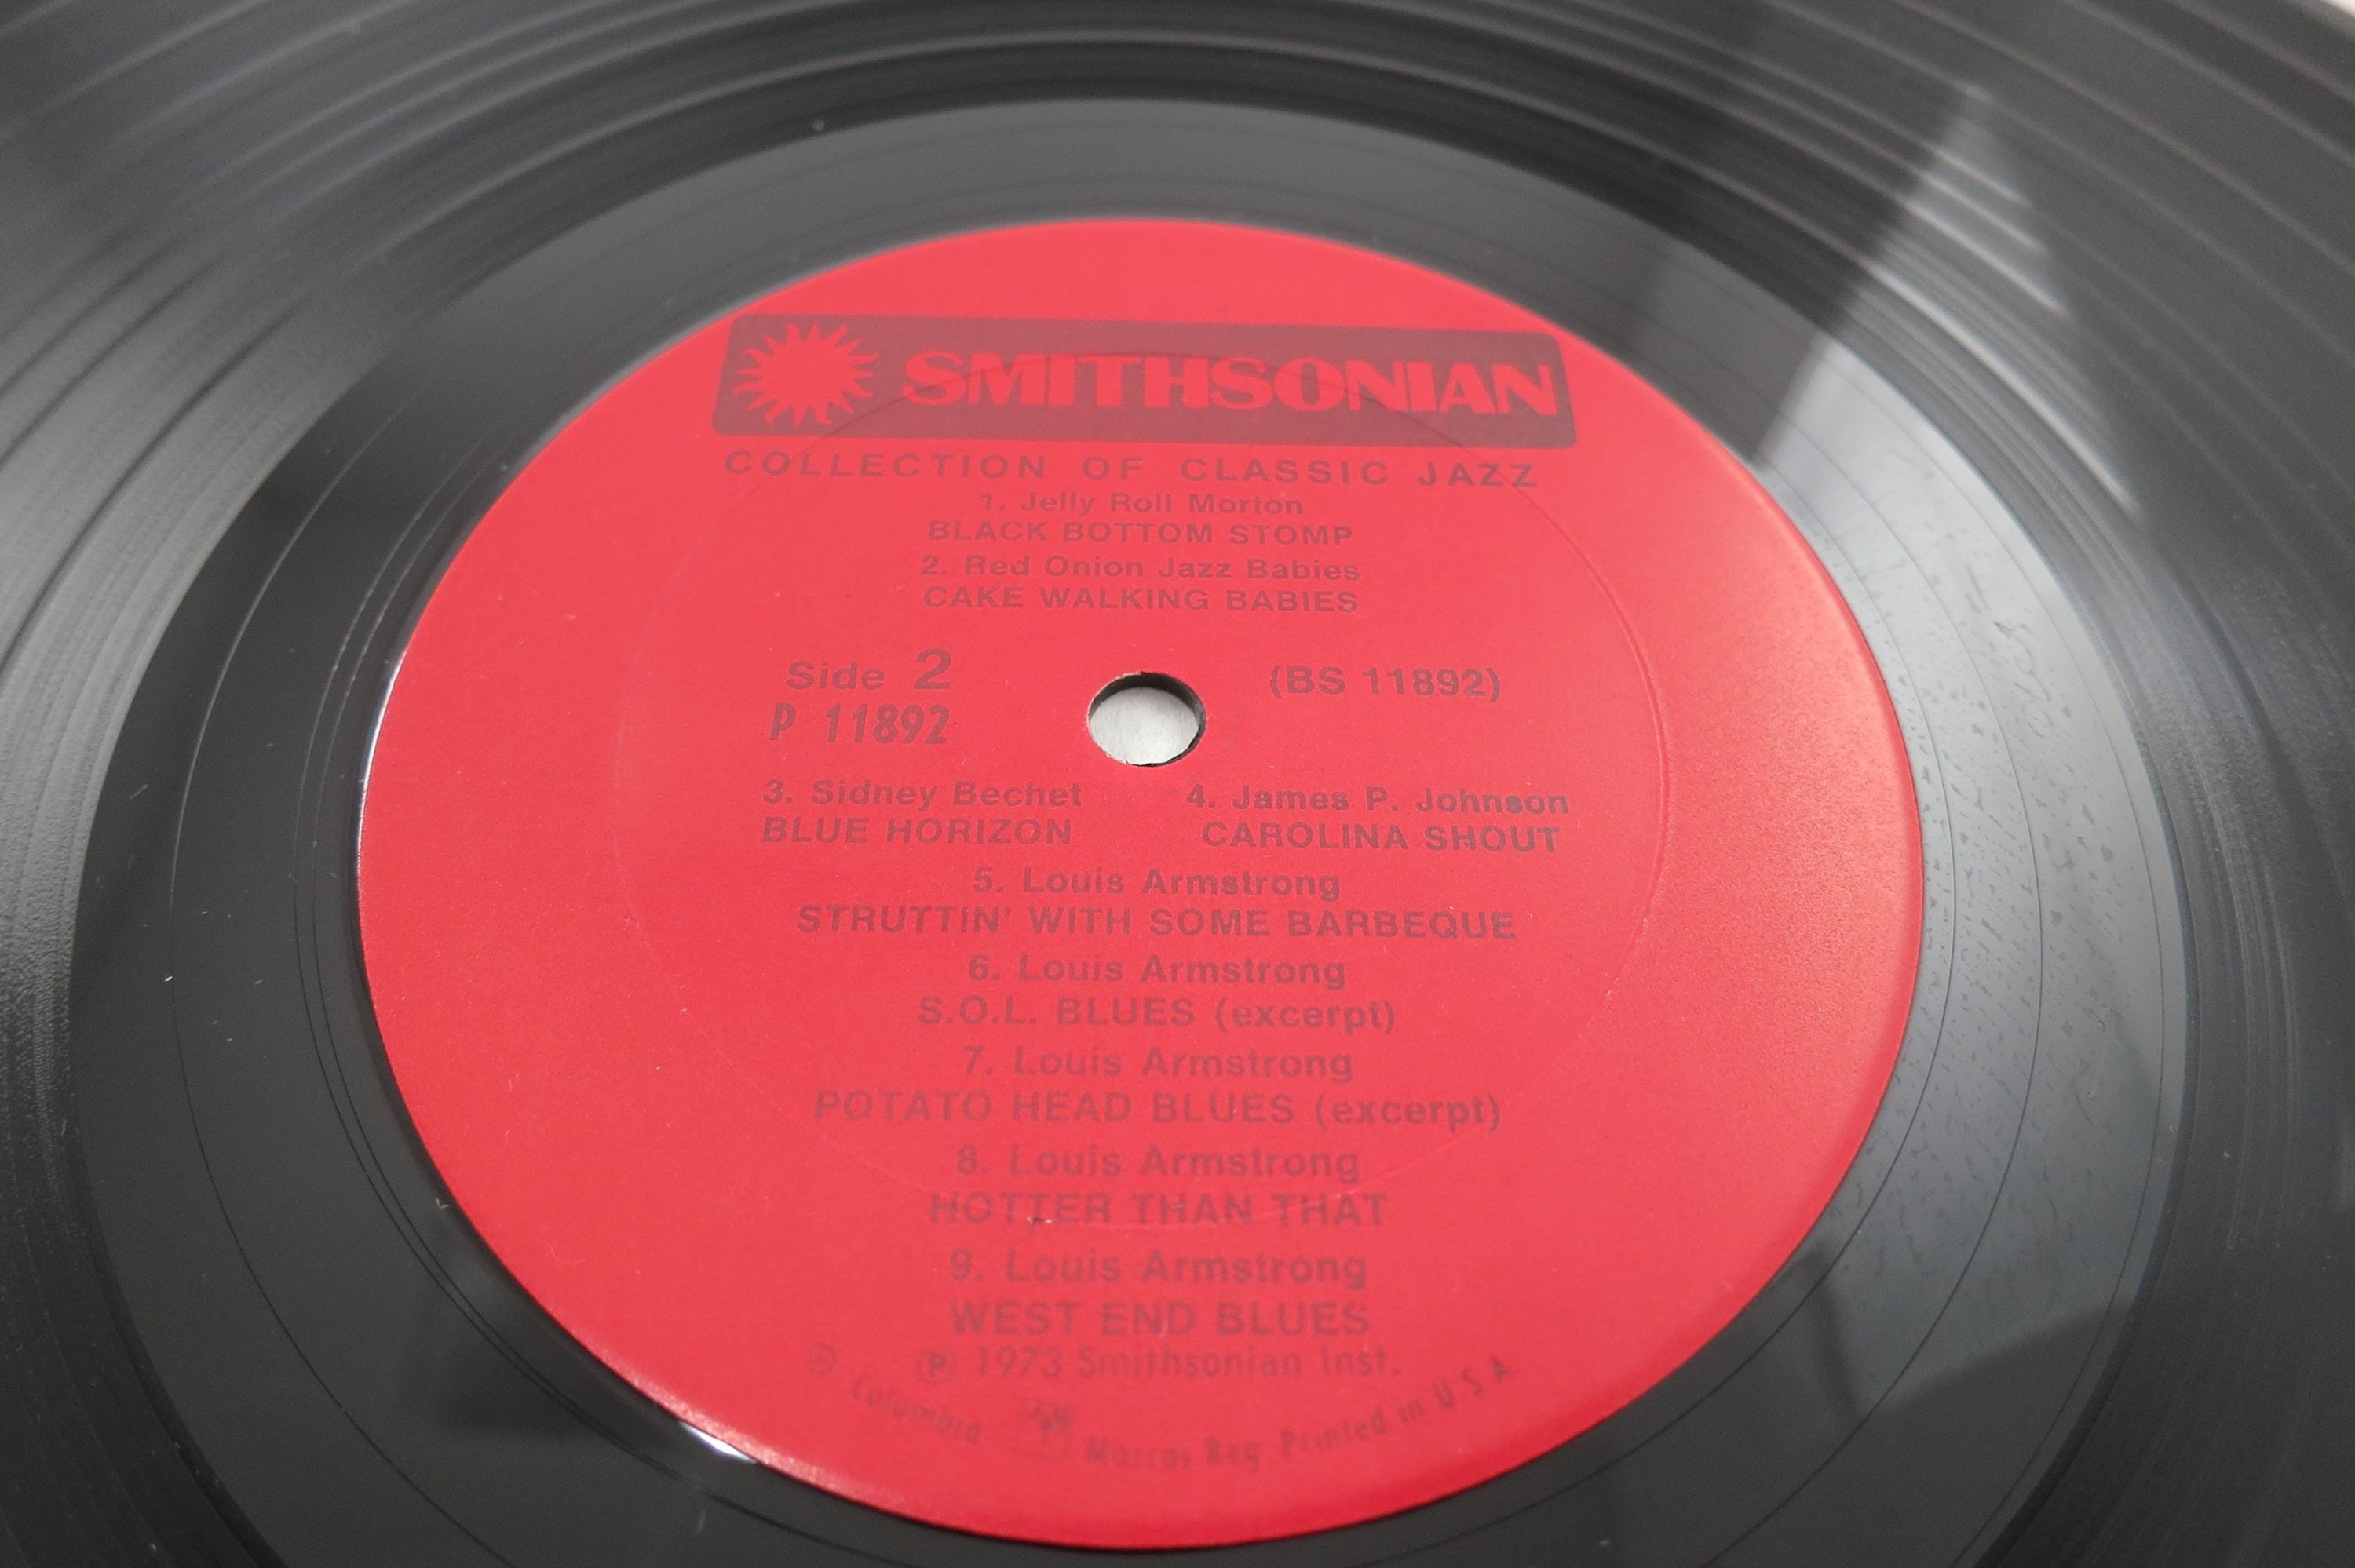 SMITHSONIAN
COLLECTION OF CLASSIC JAZZ
1. Jelly Roll Morton
BLACK BOTTOM STOMP
2. Red Onion Jazz Babies
CAKE WALKING BABIES
Side 2
(BS 11892)
P 11892
3. Sidney Bechet
BLUE HORIZON
4. James P. Johnson
CAROLINA SHOUT
5. Louis Armstrong
STRUTTIN' WITH SOME BARBEQUE
6. Louis Armstrong
S.O.L. BLUES (excerpt)
7. Louis Armstrong
POTATO HEAD BLUES (excerpt)
8. Louis Armstrong
HOTTER THAN THAT
9. Louis Armstrong
WEST END BLUES
℗ 1973 Smithsonian Inst.
® Columbia Marcas Reg Printed in U.S.A.